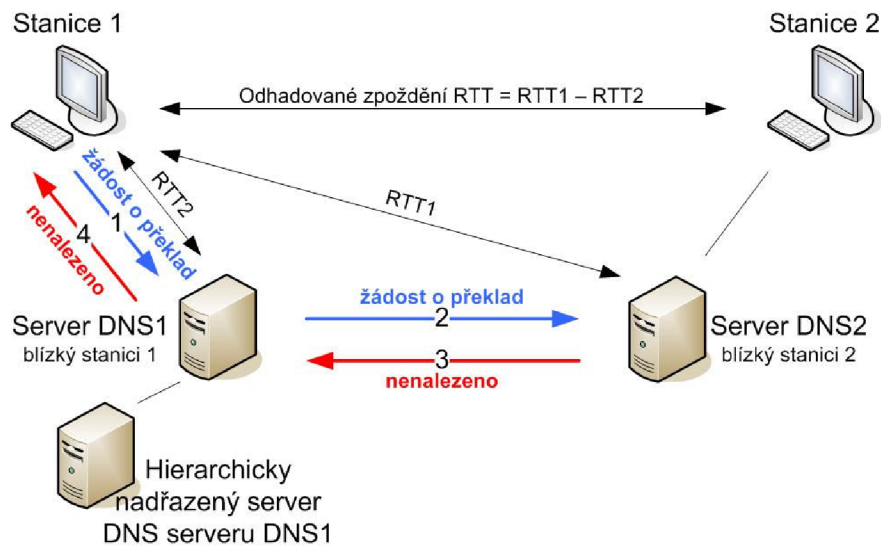 Stanice 1
Stanice 2
Odhadované zpoždění RTT = RTT1 – RTT2
žádost o překlad
1
RTT2
RTT1
4
nenalezeno
Server DNS1
blízký stanici 1
žádost o překlad
2
3
nenalezeno
Server DNS2
blízký stanici 2
Hierarchicky
nadřazený server
DNS serveru DNS1